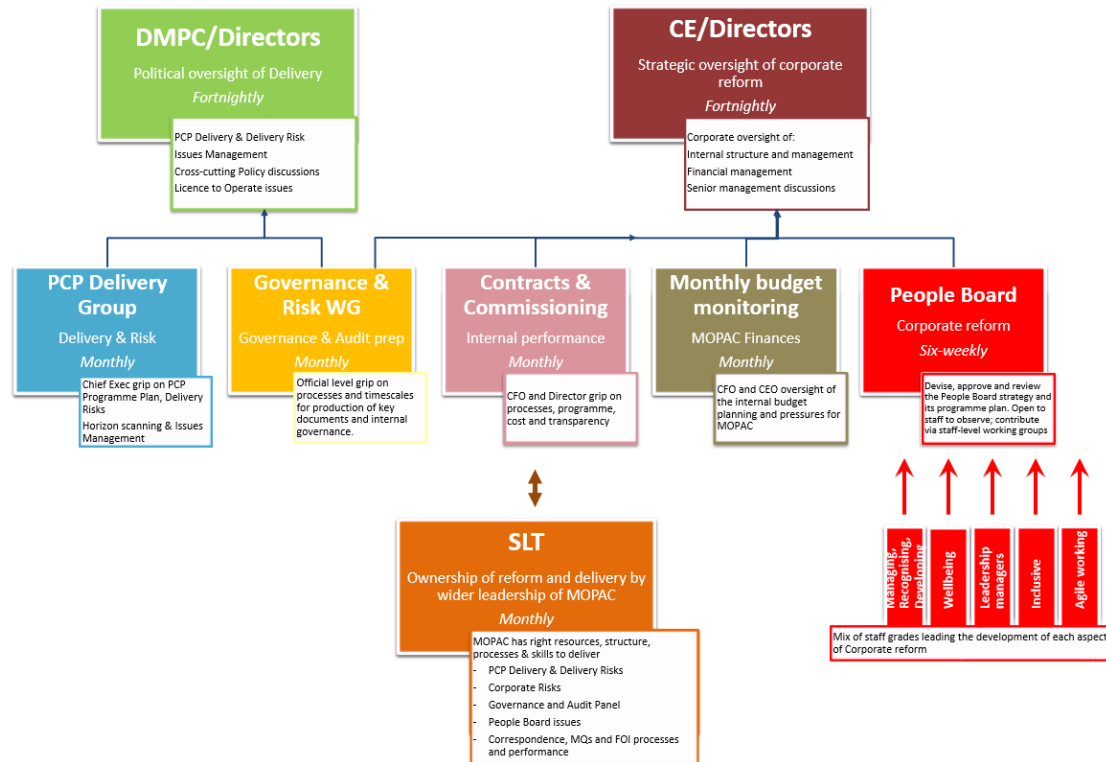 DMPC/Directors
Political oversight of Delivery
Fortnightly
PCP Delivery & Delivery Risk
Issues Management
Cross-cutting Policy discussions
Licence to Operate issues
CE/Directors
Strategic oversight of corporate
reform
Fortnightly
Corporate oversight of:
Internal structure and management
Financial management
Senior management discussions
PCP Delivery
Group
Delivery & Risk
Monthly
Chief Exec grip on PCP
Programme Plan, Delivery
Risks
Horizon scanning & Issues
Management
Governance &
Risk WG
Governance & Audit prep
Monthly
Official level grip on
processes and timescales
for production of key
documents and internal
governance.
Contracts &
Commissioning
Internal performance
Monthly
CFO and Director grip on
processes, programme,
cost and transparency
Monthly budget
monitoring
MOPAC Finances
Monthly
CFO and CEO oversight of
the internal budget
planning and pressures for
MOPAC
People Board
Corporate reform
Six-weekly
Devise, approve and review
the People Board strategy and
its programme plan. Open to
staff to observe; contribute
via staff-level working groups
SLT
Ownership of reform and delivery by
wider leadership of MOPAC
Monthly
MOPAC has right resources, structure,
processes & skills to deliver
- PCP Delivery & Delivery Risks
- Corporate Risks
- Governance and Audit Panel
- People Board issues
- Correspondence, MQs and FOI processes
and performance
Managing,
Recognising,
Developing
Wellbeing
Leadership
managers
Inclusive
Agile working
Mix of staff grades leading the development of each aspect
of Corporate reform